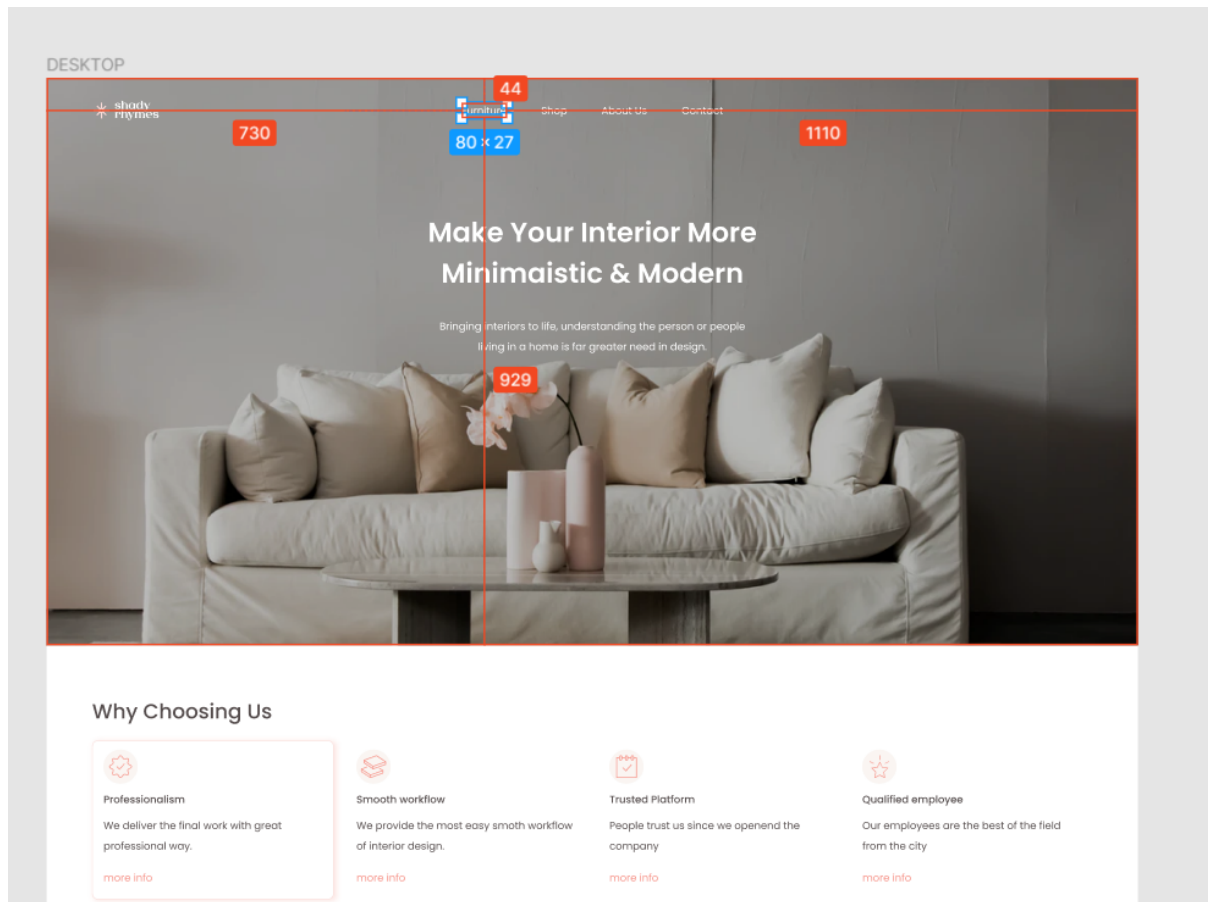 DESKTOP
44
shady
rhymes
Furniture
Shop
About Us
Contact
730
80 × 27
1110
Make Your Interior More
Minimaistic & Modern
Bringing interiors to life, understanding the person or people
living in a home is far greater need in design.
929
Why Choosing Us
Professionalism
We deliver the final work with great
professional way.
more info
Smooth workflow
We provide the most easy smoth workflow
of interior design.
more info
Trusted Platform
People trust us since we openend the
company
more info
Qualified employee
Our employees are the best of the field
from the city
more info